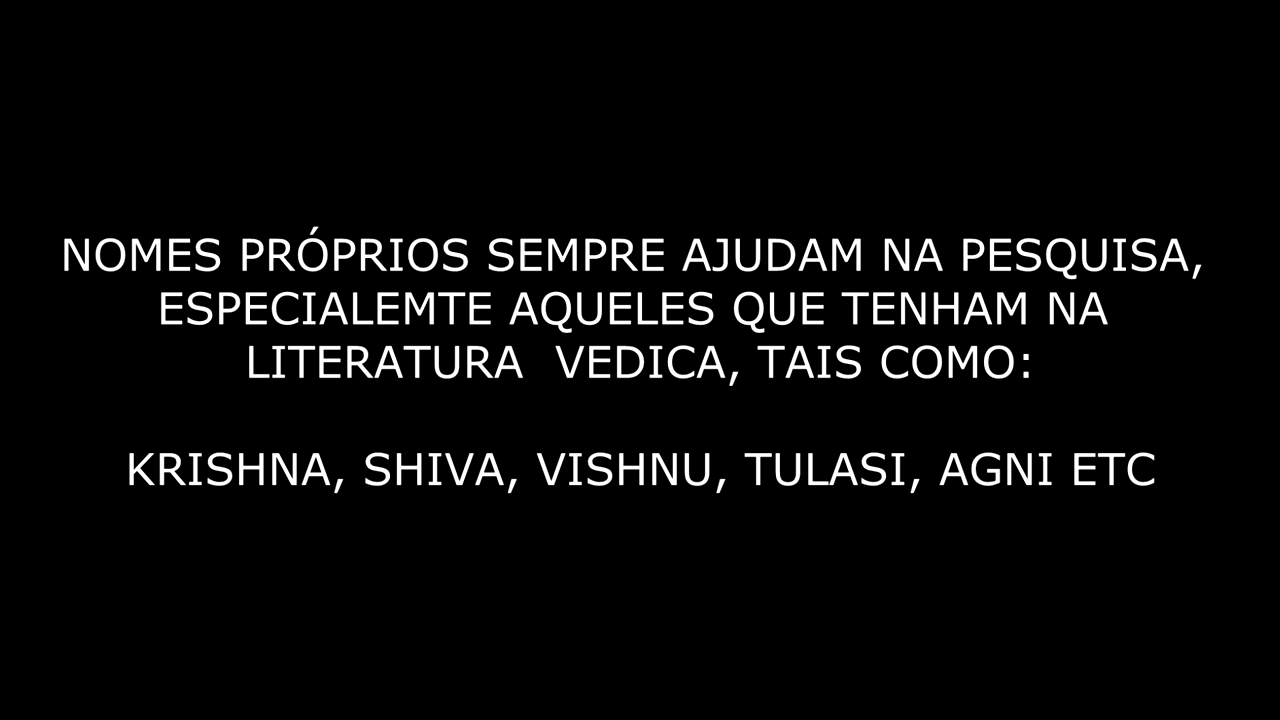 NOMES PRÓPRIOS SEMPRE AJUDAM NA PESQUISA,
ESPECIALEMTE AQUELES QUE TENHAM NA
LITERATURA  VEDICA, TAIS COMO:
KRISHNA, SHIVA, VISHNU, TULASI, AGNI ETC